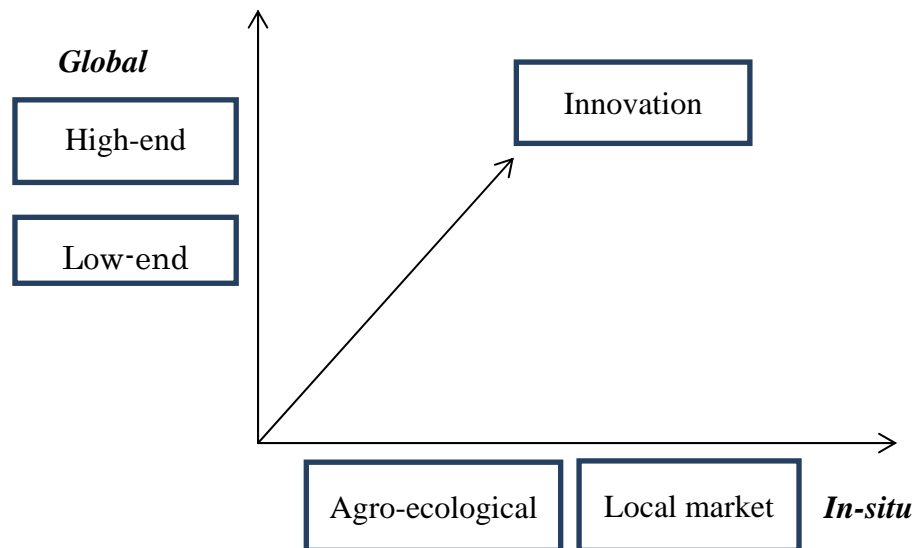 Global
High-end
Innovation
Low-end
Agro-ecological
Local market
In-situ